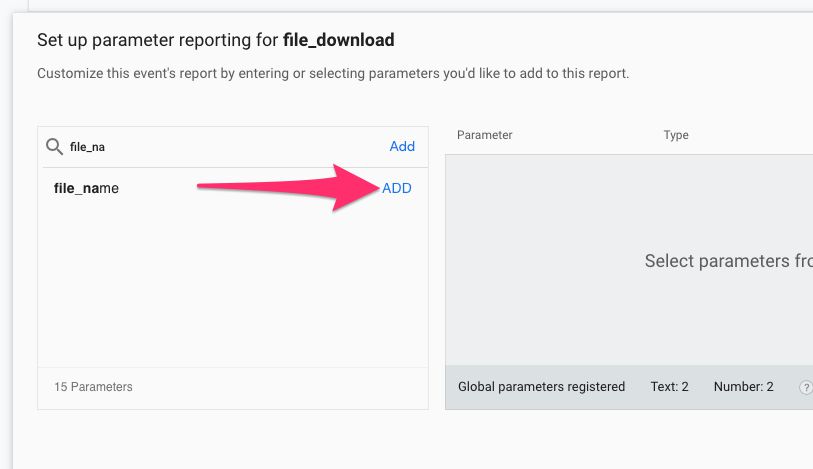 Set up parameter reporting for file_download
Customize this event's report by entering or selecting parameters you'd like to add to this report.
file_na Add
file_name ADD
15 Parameters
Parameter Type
Select parameters fro
Global parameters registered Text: 2 Number: 2 ?